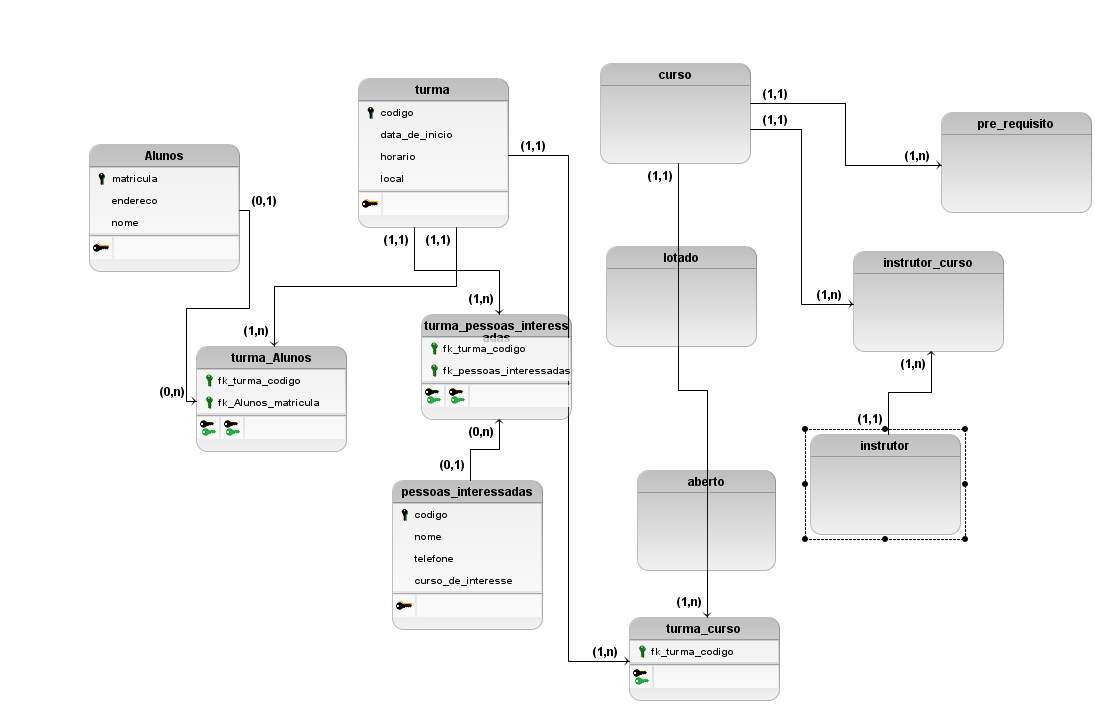 curso
(1,1)
(1,1)
(1,1)
turma
codigo
data_de_inicio
horario
local
(1,1)
(1,1)
(1,1)
pre_requisito
(1,n)
Alunos
matricula
endereco
nome
(0,1)
lotado
instrutor_curso
(1,n)
(1,n)
(1,n)
turma_pessoas_interess
adas
fk_turma_codigo
fk_pessoas_interessadas
(1,n)
turma_Alunos
fk_turma_codigo
fk_Alunos_matricula
(0,n)
(0,n)
(0,1)
(1,1)
instrutor
pessoas_interessadas
codigo
nome
telefone
curso_de_interesse
aberto
(1,n)
(1,n)
turma_curso
fk_turma_codigo